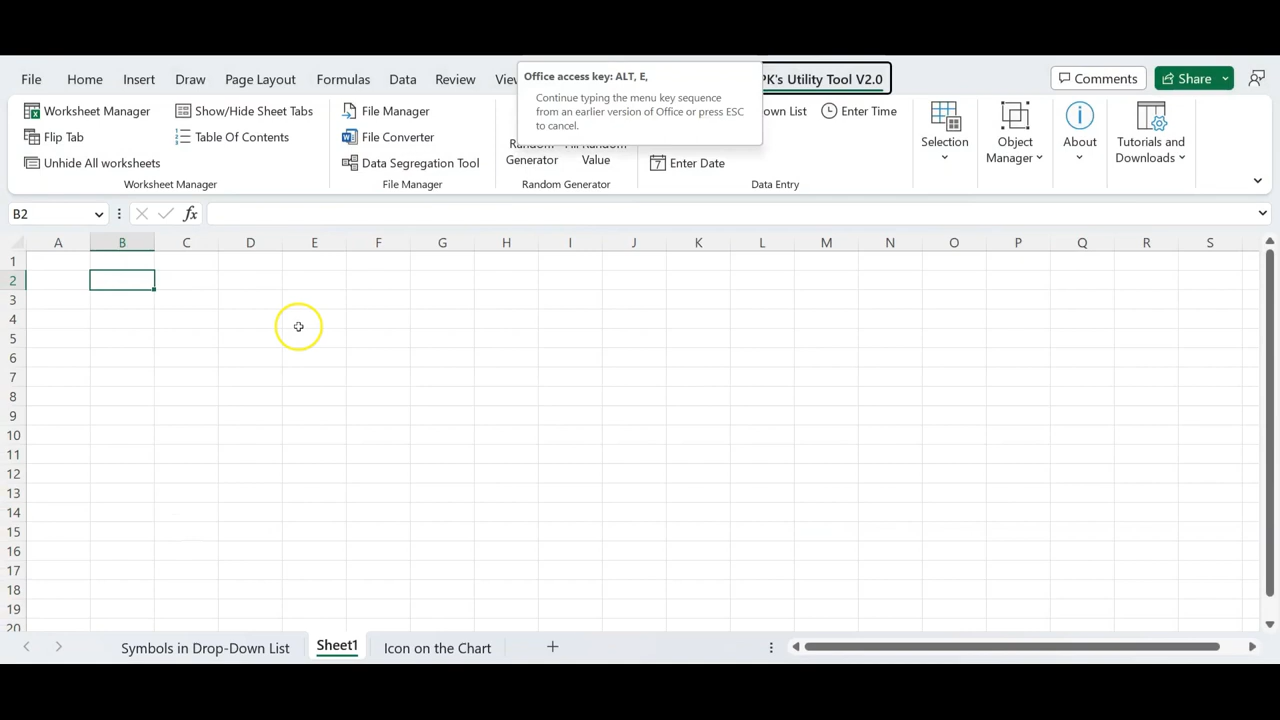 File Home Insert Draw Page Layout Formulas Data Review PK's Utility Tool V2.0 Comments Share
Office access key: ALT, E,
Continue typing the menu key sequence
from an earlier version of Office or press ESC
to cancel.
Worksheet Manager Show/Hide Sheet Tabs File Manager Enter Time
Flip Tab Table Of Contents File Converter
Unhide All worksheets Data Segregation Tool Generator Value Enter Date
Selection Object Manager About Tutorials and Downloads
Worksheet Manager File Manager Random Generator Data Entry
B2 fx
A B C D E F G H I J K L M N O P Q R S
1
2
3
4
5
6
7
8
9
10
11
12
13
14
15
16
17
18
19
20
Symbols in Drop-Down List Sheet1 Icon on the Chart